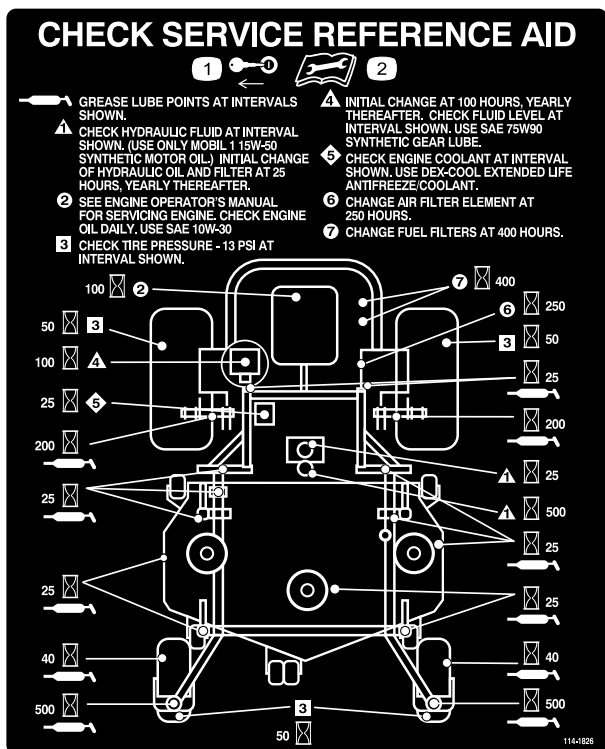 CHECK SERVICE REFERENCE AID
1
2
GREASE LUBE POINTS AT INTERVALS
SHOWN.
1 CHECK HYDRAULIC FLUID AT INTERVAL
SHOWN. (USE ONLY MOBIL 1 15W-50
SYNTHETIC MOTOR OIL.) INITIAL CHANGE
OF HYDRAULIC OIL AND FILTER AT 25
HOURS, YEARLY THEREAFTER.
2 SEE ENGINE OPERATOR'S MANUAL
FOR SERVICING ENGINE. CHECK ENGINE
OIL DAILY. USE SAE 10W-30
3 CHECK TIRE PRESSURE - 13 PSI AT
INTERVAL SHOWN.
4 INITIAL CHANGE AT 100 HOURS, YEARLY
THEREAFTER. CHECK FLUID LEVEL AT
INTERVAL SHOWN. USE SAE 75W90
SYNTHETIC GEAR LUBE.
5 CHECK ENGINE COOLANT AT INTERVAL
SHOWN. USE DEX-COOL EXTENDED LIFE
ANTIFREEZE/COOLANT.
6 CHANGE AIR FILTER ELEMENT AT
250 HOURS.
7 CHANGE FUEL FILTERS AT 400 HOURS.
100 2
7 400
6 250
50 3
3 50
100 4
25
25 5
200
200
1 25
25
1 500
25
25
25
40
40
500
500
3
50
114-1826